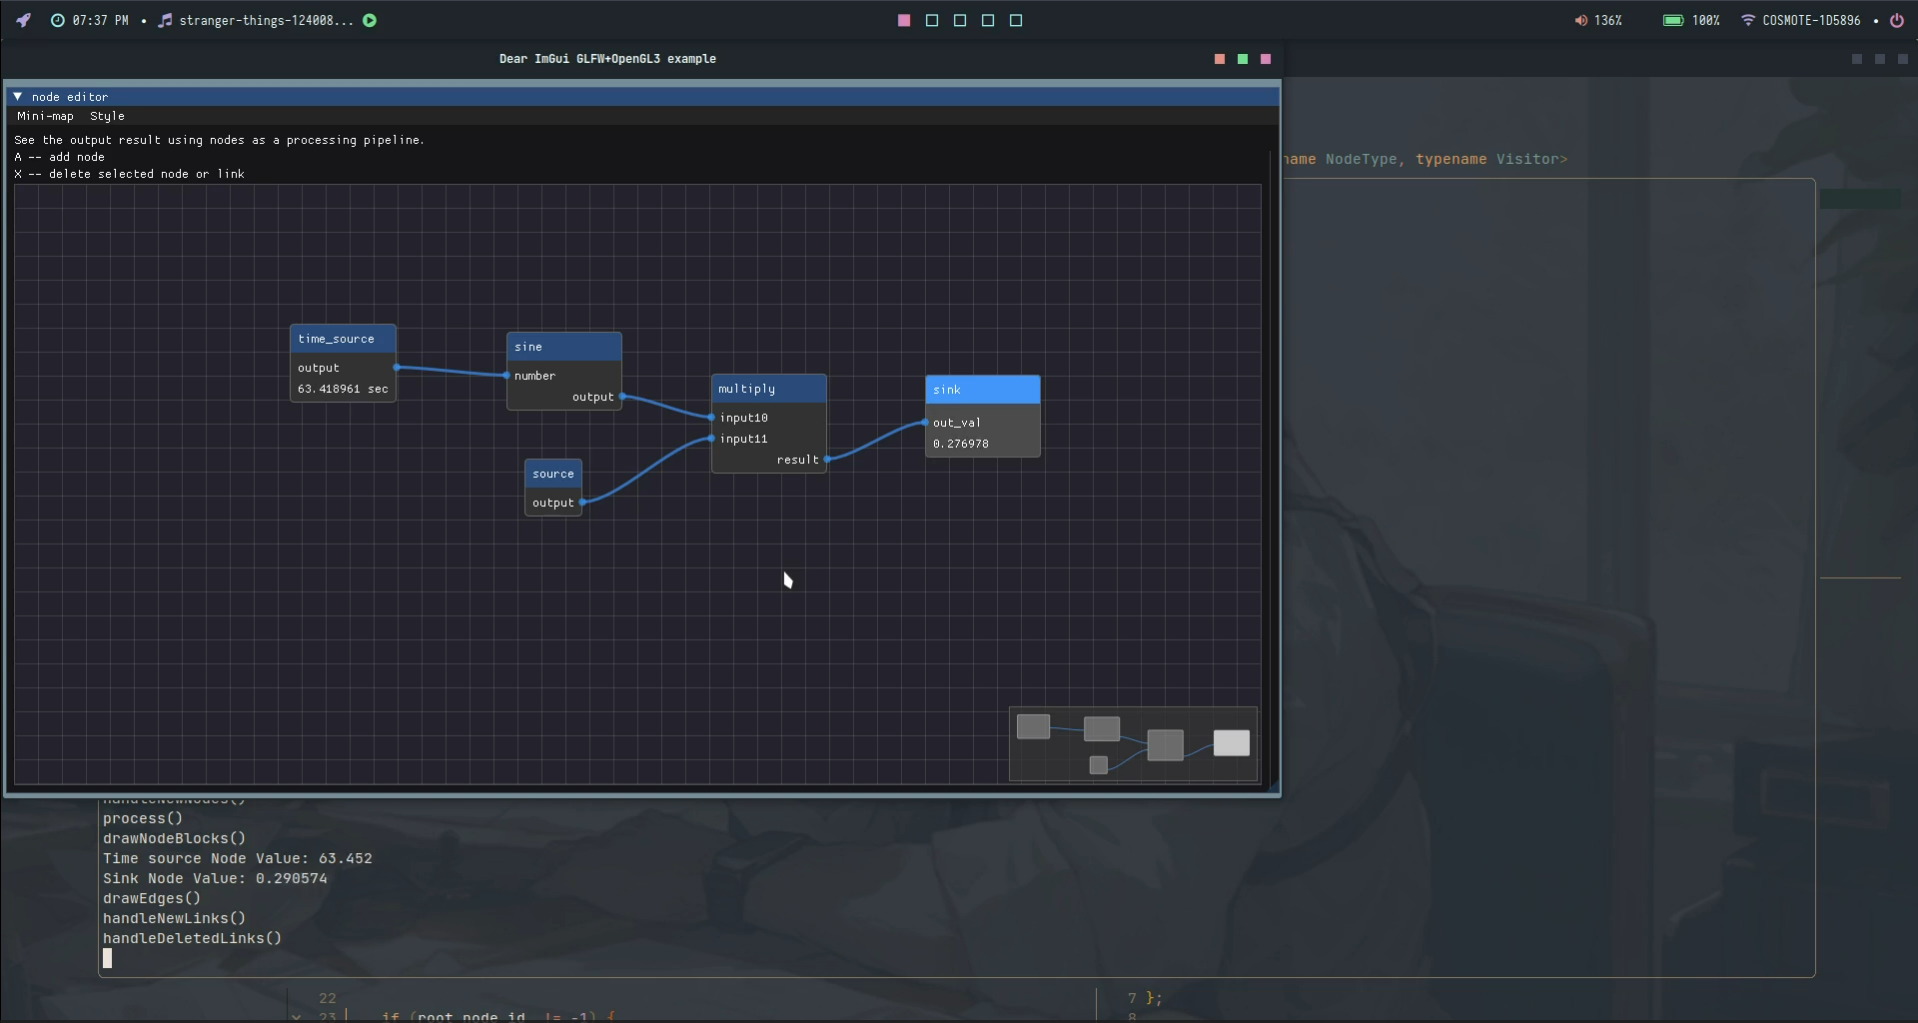 07:37 PM • stranger-things-124008...
136% 100% COSMOTE-1D5896 •
Dear ImGui GLFW+OpenGL3 example
node editor
Mini-map Style
See the output result using nodes as a processing pipeline.
A -- add node
X -- delete selected node or link
time_source
output
63.418961 sec
sine
number
output
source
output
multiply
input10
input11
result
sink
out_val
0.276978
name NodeType, typename Visitor>
handleNewNodes()
process()
drawNodeBlocks()
Time source Node Value: 63.452
Sink Node Value: 0.290574
drawEdges()
handleNewLinks()
handleDeletedLinks()
22
23 if (root_node_id_ != -1) {
7 };
8